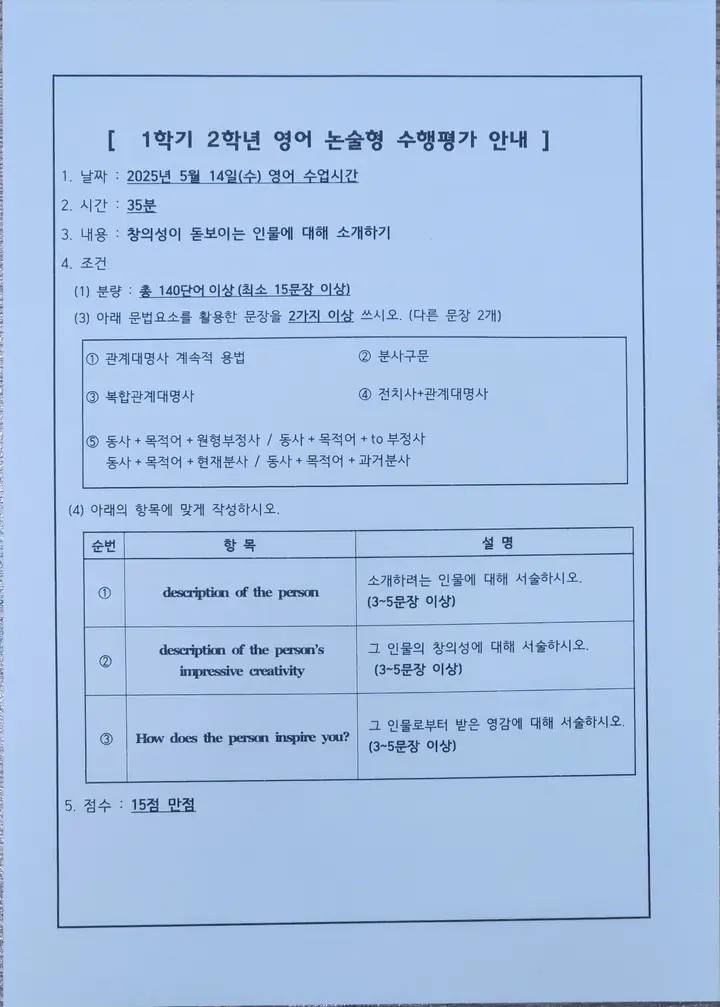 [ 1학기 2학년 영어 논술형 수행평가 안내 ]
1. 날짜 : 2025년 5월 14일(수) 영어 수업시간
2. 시간 : 35분
3. 내용 : 창의성이 돋보이는 인물에 대해 소개하기
4. 조건
(1) 분량 : 총 140단어 이상 (최소 15문장 이상)
(3) 아래 문법요소를 활용한 문장을 2가지 이상 쓰시오. (다른 문장 2개)
① 관계대명사 계속적 용법 ② 분사구문
③ 복합관계대명사 ④ 전치사+관계대명사
⑤ 동사 + 목적어 + 원형부정사 / 동사 + 목적어 + to 부정사
동사 + 목적어 + 현재분사 / 동사 + 목적어 + 과거분사
(4) 아래의 항목에 맞게 작성하시오.
순번 항 목 설 명
① description of the person 소개하려는 인물에 대해 서술하시오.
(3~5문장 이상)
② description of the person's 그 인물의 창의성에 대해 서술하시오.
impressive creativity (3~5문장 이상)
③ How does the person inspire you? 그 인물로부터 받은 영감에 대해 서술하시오.
(3~5문장 이상)
5. 점수 : 15점 만점